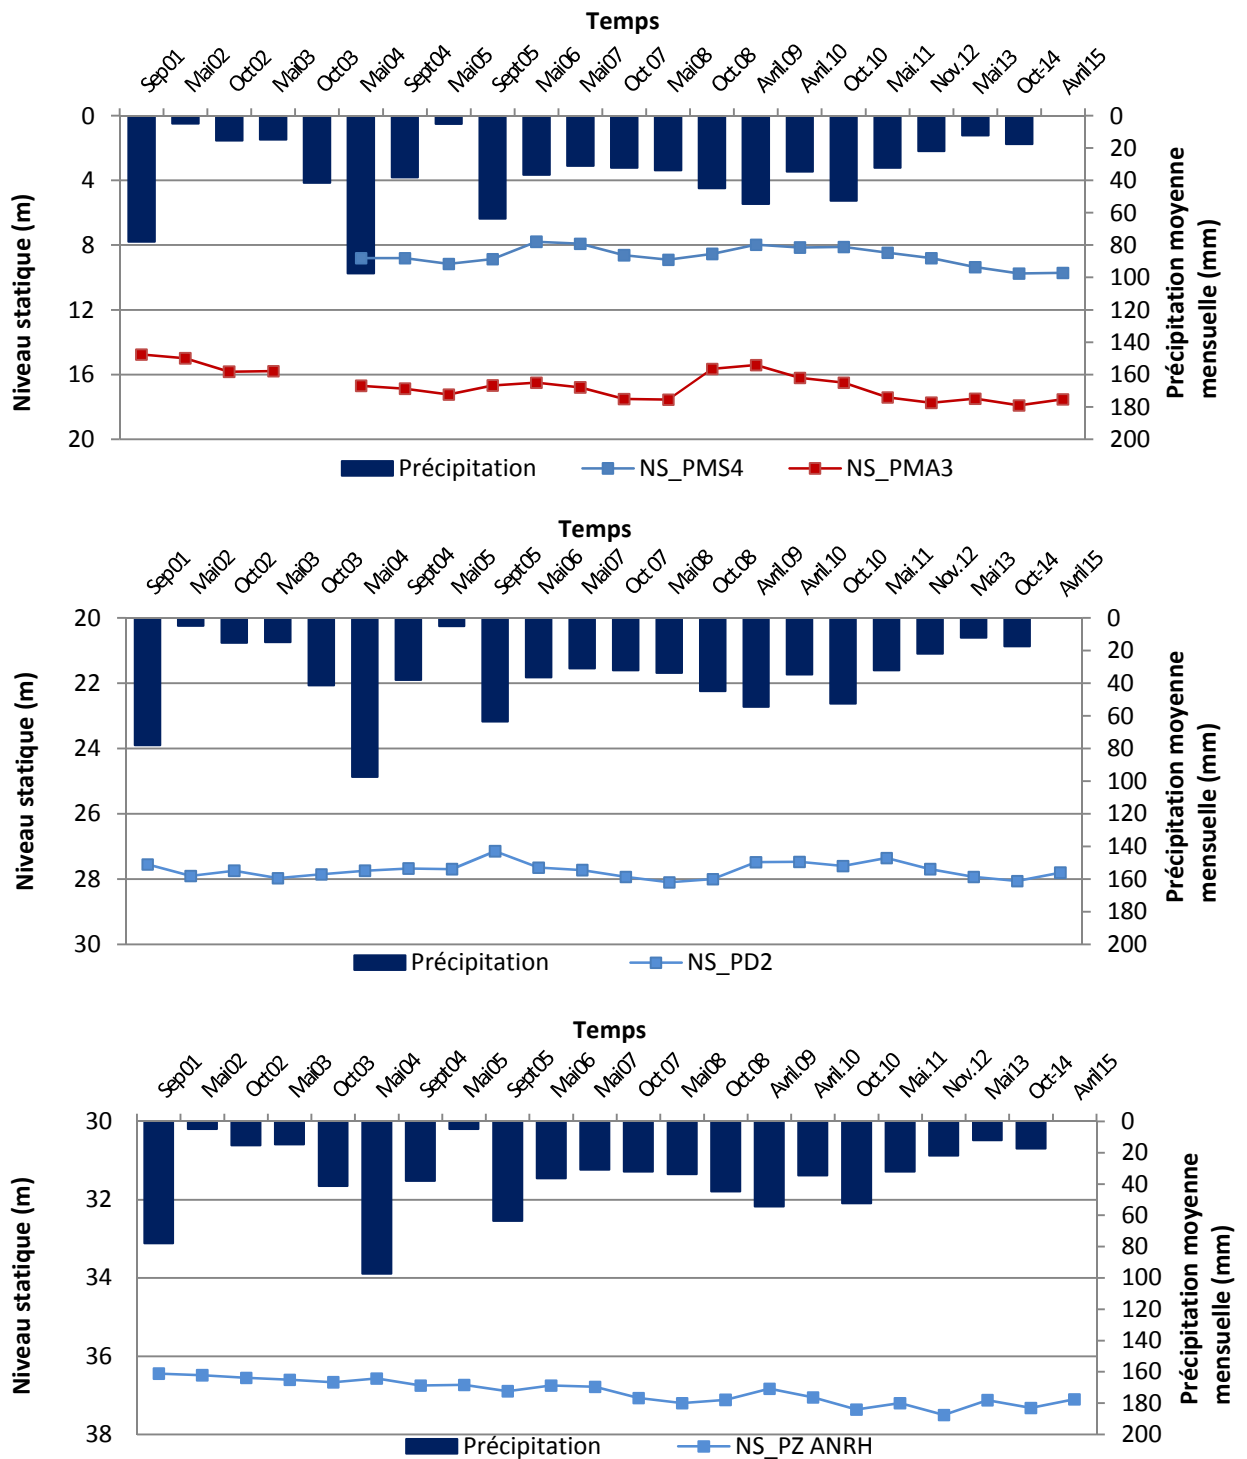 Temps
Sep01 Mai02 Oct02 Mai03 Oct03 Mai04 Sept04 Mai05 Sept05 Mai06 Mai07 Oct 07 Mai08 Oct.08 Avril.09 Avril.10 Oct.10 Mai.11 Nov.12 Mai13 Oct-14 Avril15
Niveau statique (m)
0
4
8
12
16
20
0
20
40
60
80
100
120
140
160
180
200
Précipitation moyenne
mensuelle (mm)
Précipitation NS_PMS4 NS_PMA3
Temps
Sep01 Mai02 Oct02 Mai03 Oct03 Mai04 Sept04 Mai05 Sept05 Mai06 Mai07 Oct 07 Mai08 Oct.08 Avril.09 Avril.10 Oct.10 Mai.11 Nov.12 Mai13 Oct-14 Avril15
Niveau statique (m)
20
22
24
26
28
30
0
20
40
60
80
100
120
140
160
180
200
Précipitation moyenne
mensuelle (mm)
Précipitation NS_PD2
Temps
Sep01 Mai02 Oct02 Mai03 Oct03 Mai04 Sept04 Mai05 Sept05 Mai06 Mai07 Oct 07 Mai08 Oct.08 Avril.09 Avril.10 Oct.10 Mai.11 Nov.12 Mai13 Oct-14 Avril15
Niveau statique (m)
30
32
34
36
38
0
20
40
60
80
100
120
140
160
180
200
Précipitation moyenne
mensuelle (mm)
Précipitation NS_PZ ANRH